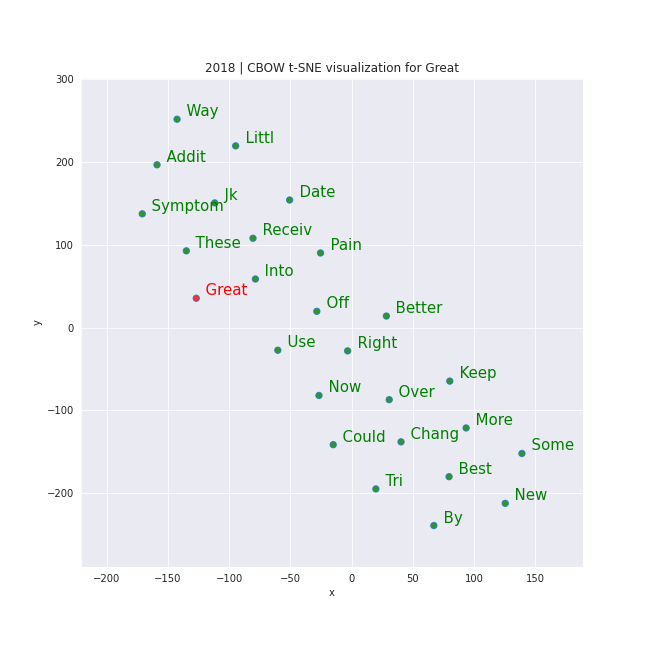 2018 | CBOW t-SNE visualization for Great
300
Way
Littl
200
Addit
Date
Jk
Symptom
Receiv
These
Pain
100
Into
Great
Off
Better
0
Use
Right
Keep
Now
Over
−100
More
Could
Chang
Some
Best
Tri
−200
New
By
y
−200 −150 −100 −50 0 50 100 150
x